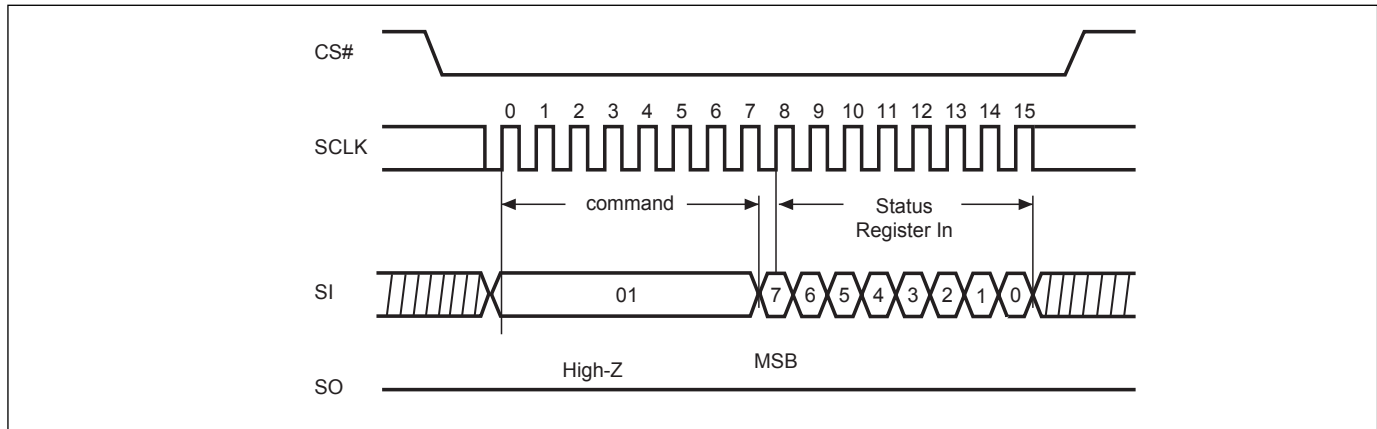 CS#
0 1 2 3 4 5 6 7 8 9 10 11 12 13 14 15
SCLK
command
Status
Register In
SI
01
7 6 5 4 3 2 1 0
High-Z
MSB
SO